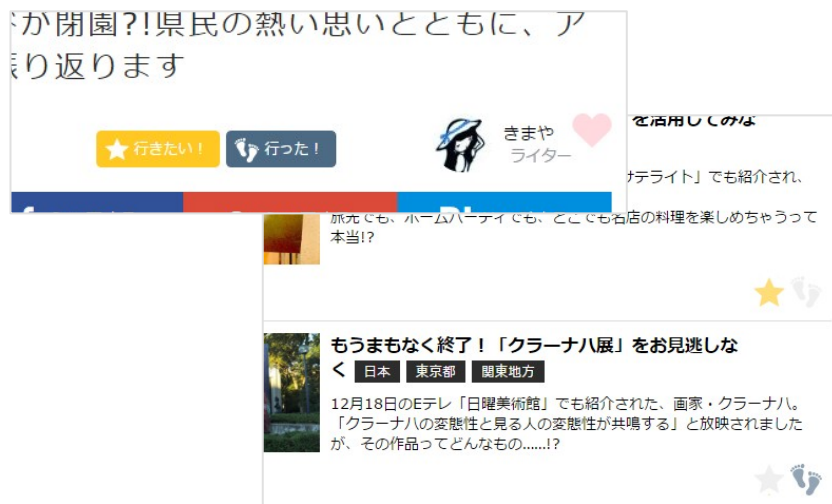 が閉園?!県民の熱い思いとともに、ア
り返ります
行きたい！
行った！
きまや
ライター
を活用してみな
テライト」でも紹介され、
旅先でも、ホームパーティでも、どこでも名店の料理を楽しめちゃうって
本当!?
もうまもなく終了！「クラーナハ展」をお見逃しな
く 日本 東京都 関東地方
12月18日のEテレ「日曜美術館」でも紹介された、画家・クラーナハ。
「クラーナハの変態性と見る人の変態性が共鳴する」と放映されました
が、その作品ってどんなもの......!?